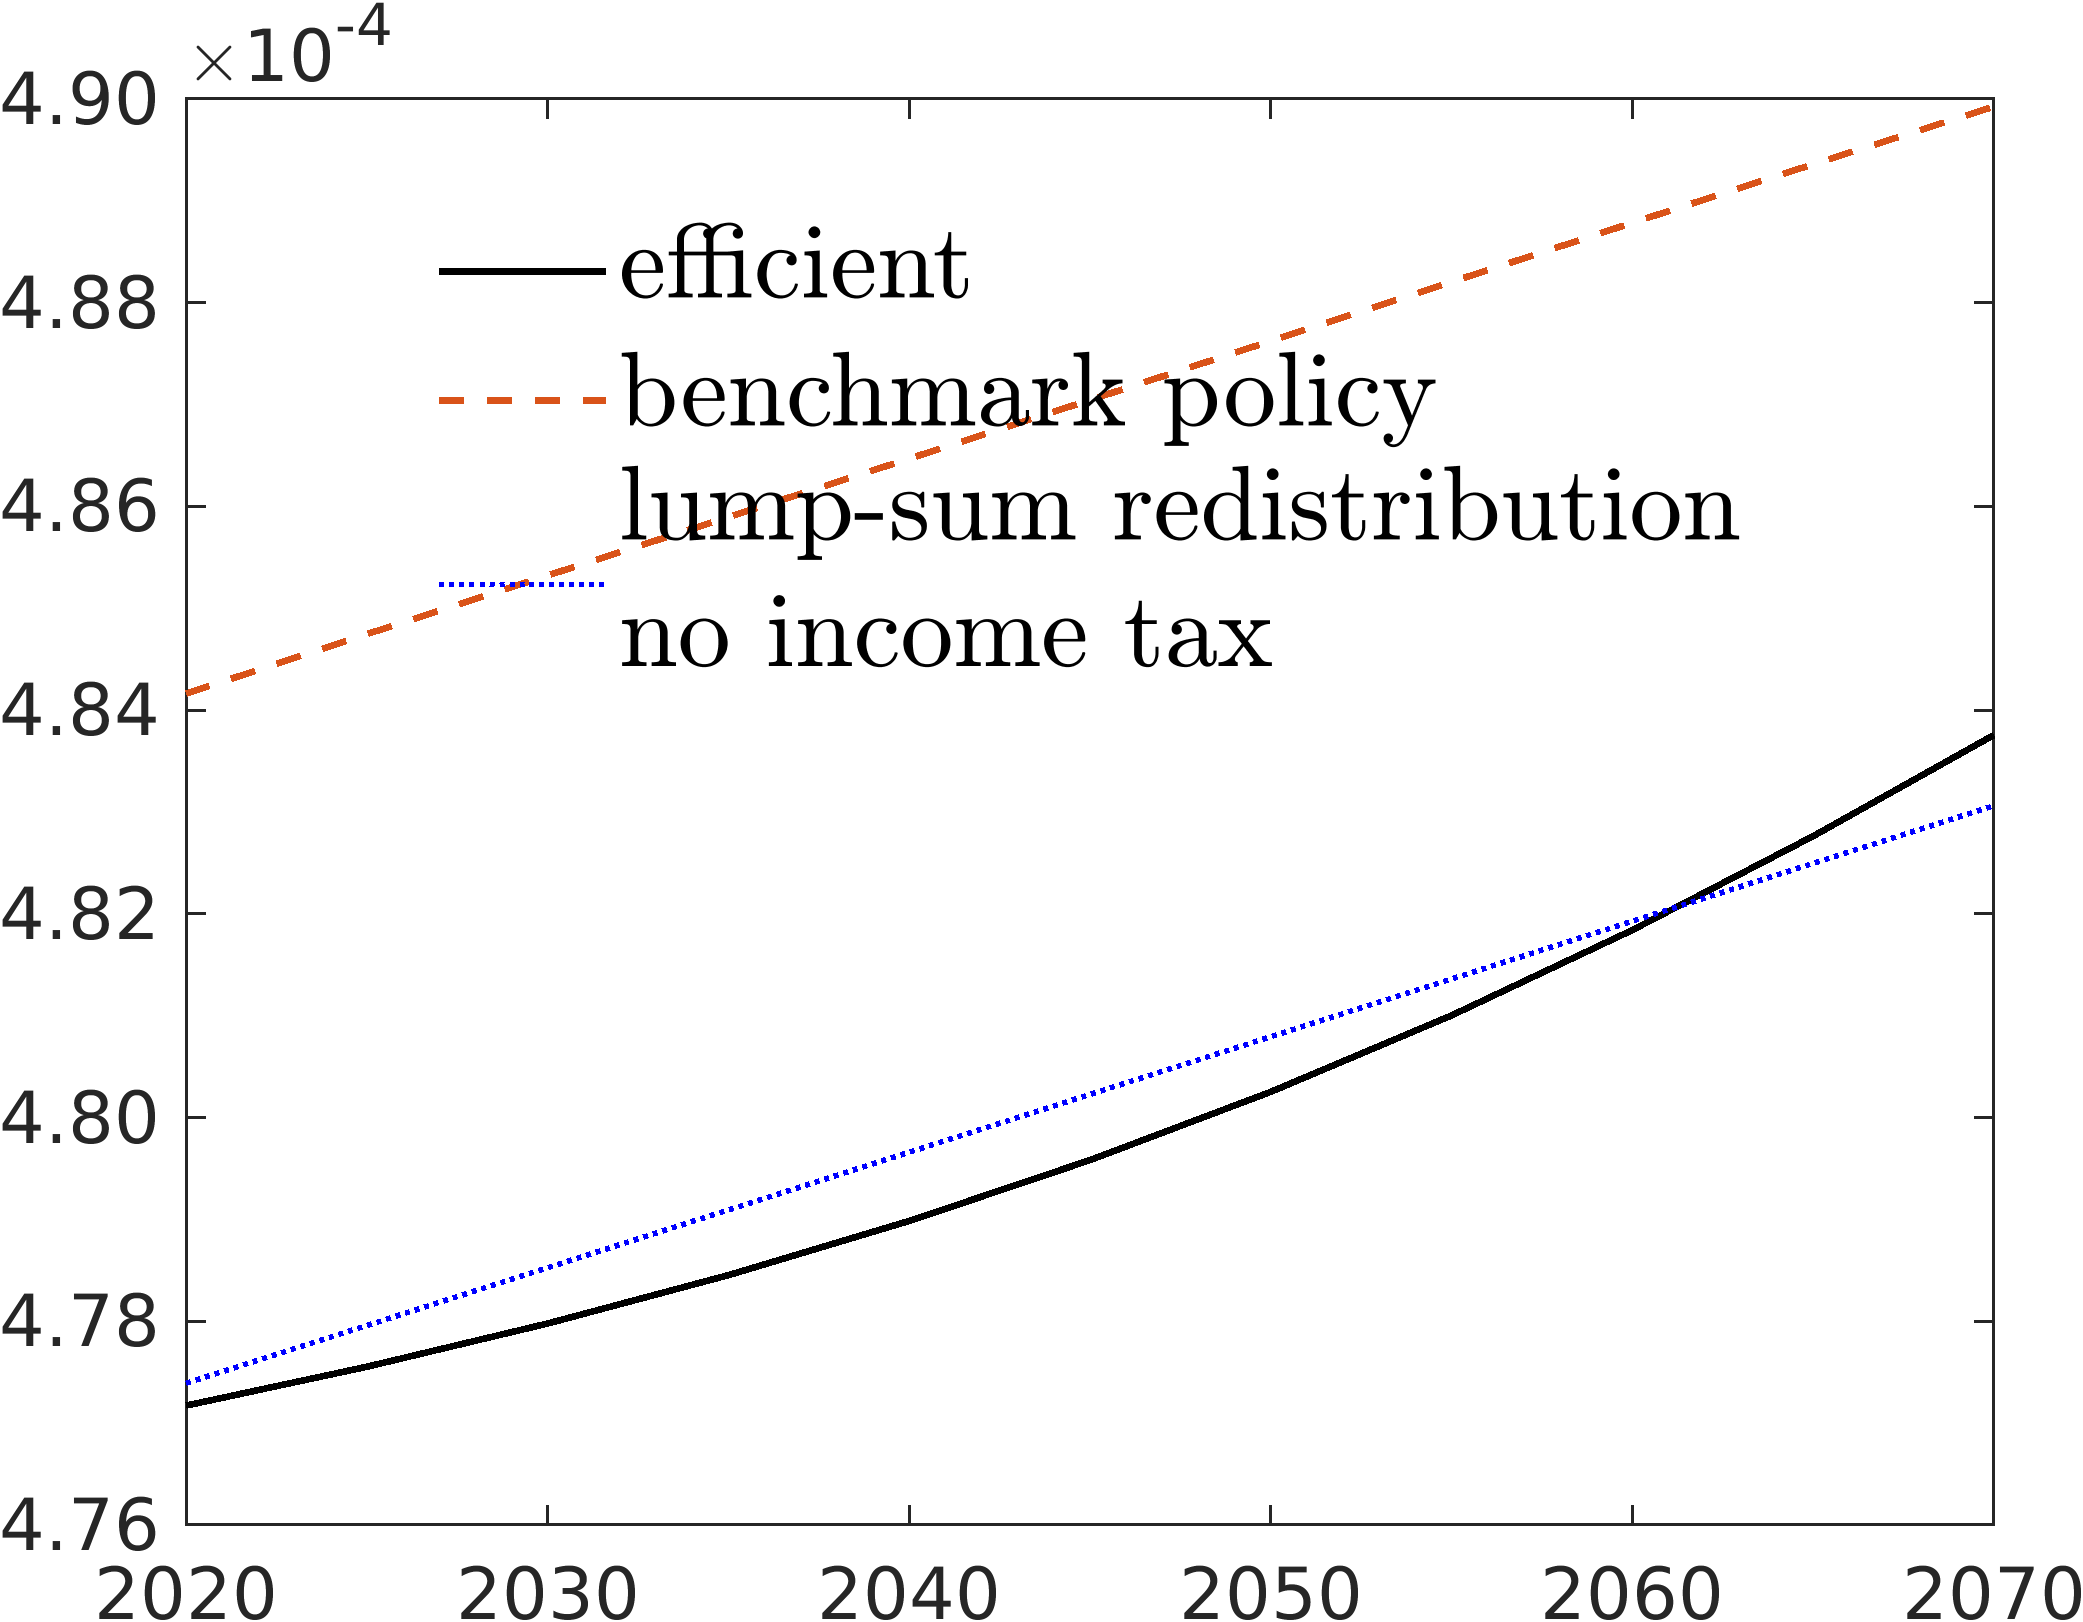 ×10-4
4.90
4.88
4.86
4.84
4.82
4.80
4.78
4.76
efficient
benchmark policy
lump-sum redistribution
no income tax
2020 2030 2040 2050 2060 2070